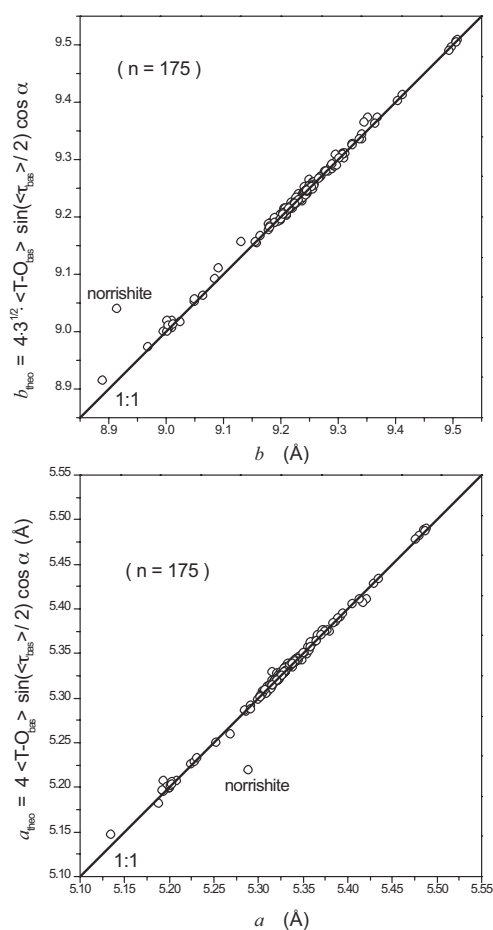 9.5
9.4
9.3
9.2
9.1
9.0
8.9
b_theo = 4·3^1/2· <T-O_bas> sin(<τ_bas>/ 2) cos α
( n = 175 )
norrishite
1:1
8.9 9.0 9.1 9.2 9.3 9.4 9.5
b (Å)
5.55
5.50
5.45
5.40
5.35
5.30
5.25
5.20
5.15
5.10
a_theo = 4 <T-O_bas> sin(<τ_bas>/ 2) cos α (Å)
( n = 175 )
norrishite
1:1
5.10 5.15 5.20 5.25 5.30 5.35 5.40 5.45 5.50 5.55
a (Å)